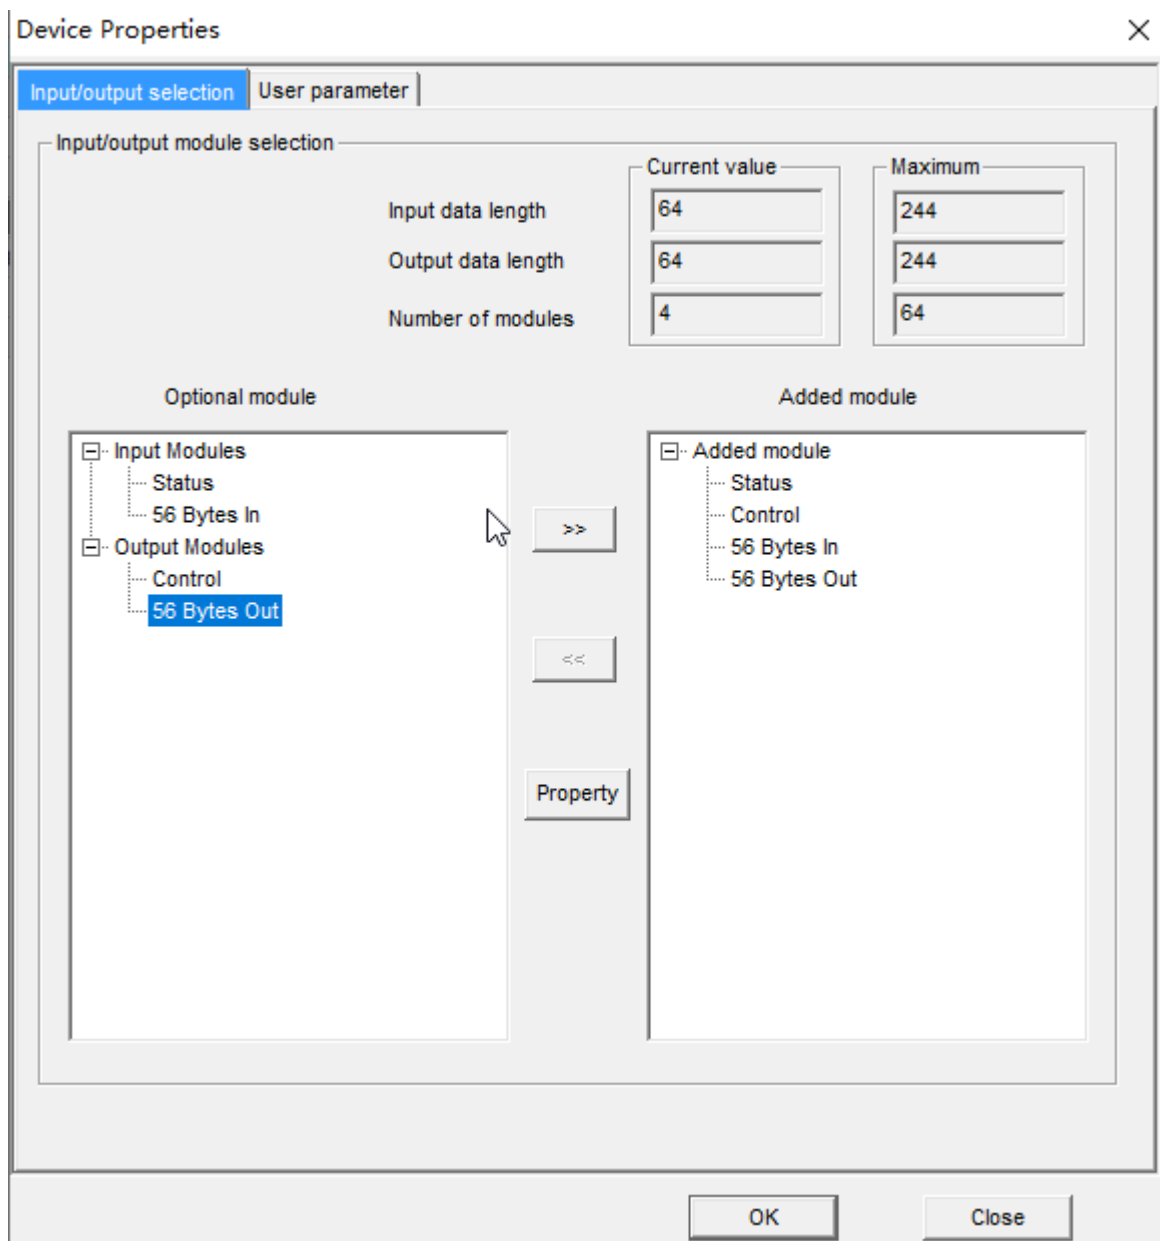 Device Properties
Input/output selection User parameter
Input/output module selection
Current value Maximum
Input data length 64 244
Output data length 64 244
Number of modules 4 64
Optional module Added module
Input Modules
Status
56 Bytes In
Output Modules
Control
56 Bytes Out
>>
<<
Property
Added module
Status
Control
56 Bytes In
56 Bytes Out
OK Close